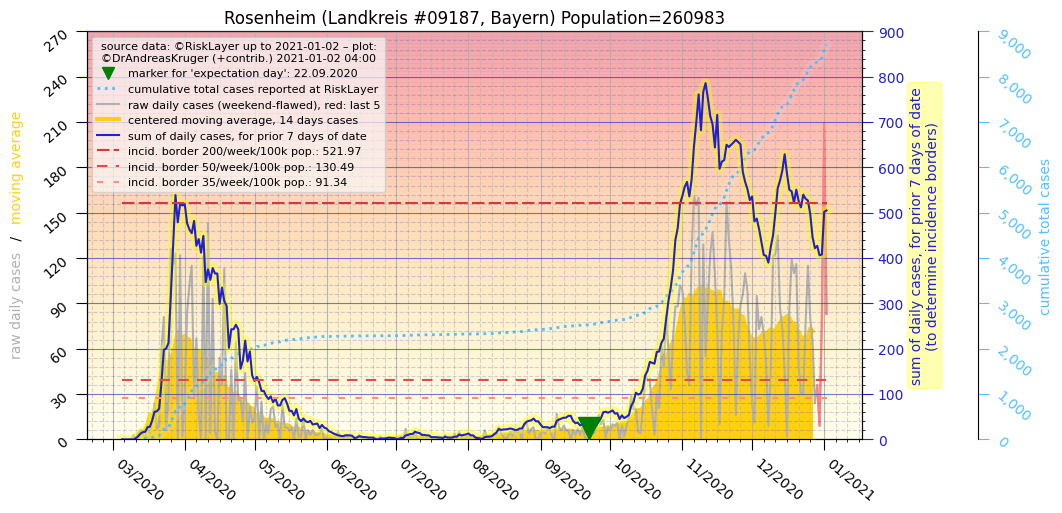 Rosenheim (Landkreis #09187, Bayern) Population=260983
source data: ©RiskLayer up to 2021-01-02 – plot:
©DrAndreasKruger (+contrib.) 2021-01-02 04:00
marker for 'expectation day': 22.09.2020
cumulative total cases reported at RiskLayer
raw daily cases (weekend-flawed), red: last 5
centered moving average, 14 days cases
sum of daily cases, for prior 7 days of date
incid. border 200/week/100k pop.: 521.97
incid. border 50/week/100k pop.: 130.49
incid. border 35/week/100k pop.: 91.34
raw daily cases / moving average
270
240
210
180
150
120
90
60
30
0
03/2020
04/2020
05/2020
06/2020
07/2020
08/2020
09/2020
10/2020
11/2020
12/2020
01/2021
900
800
700
600
500
400
300
200
100
0
sum of daily cases, for prior 7 days of date
(to determine incidence borders)
9,000
8,000
7,000
6,000
5,000
4,000
3,000
2,000
1,000
0
cumulative total cases